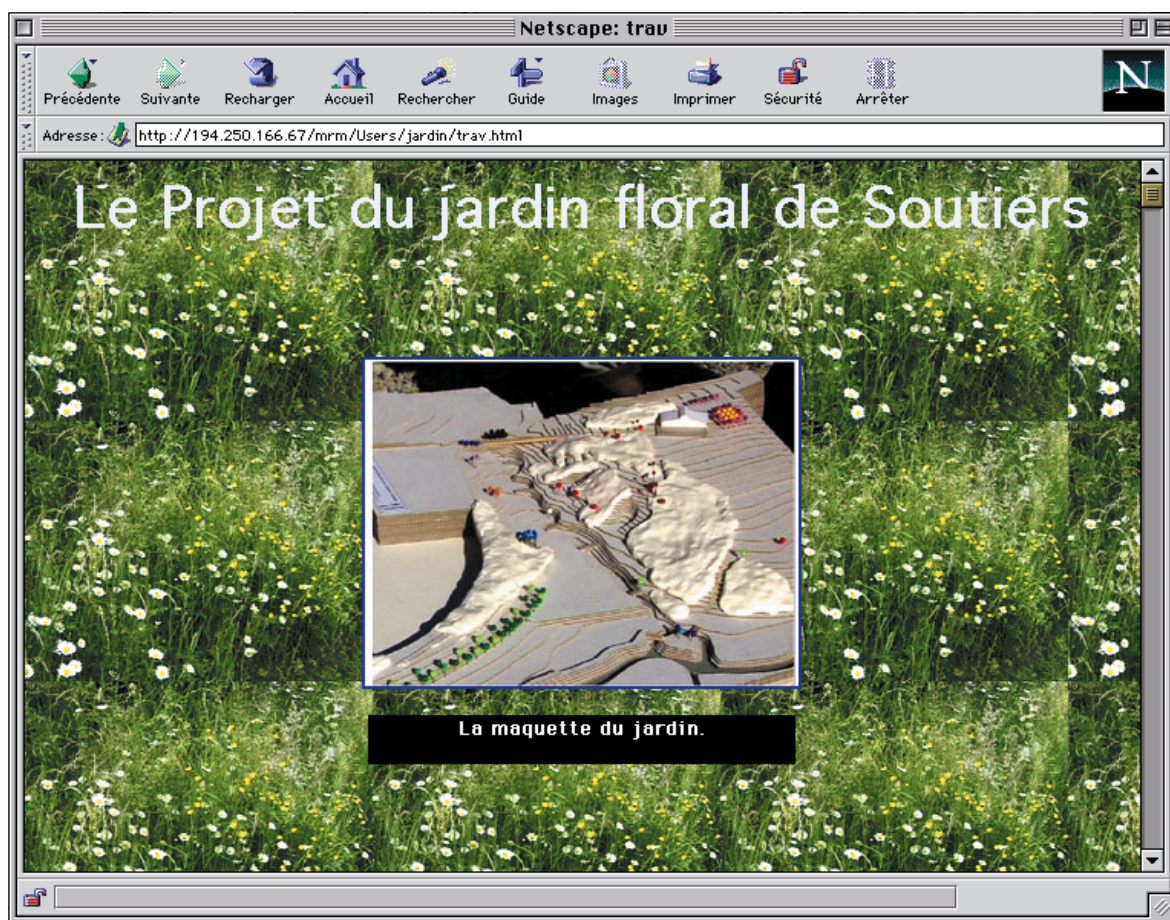 Netscape: trav
Précédente Suivante Recharger Accueil Rechercher Guide Images Imprimer Sécurité Arrêter
N
Adresse: http://194.250.166.67/mrm/Users/jardin/trav.html
Le Projet du jardin floral de Soutiers
La maquette du jardin.